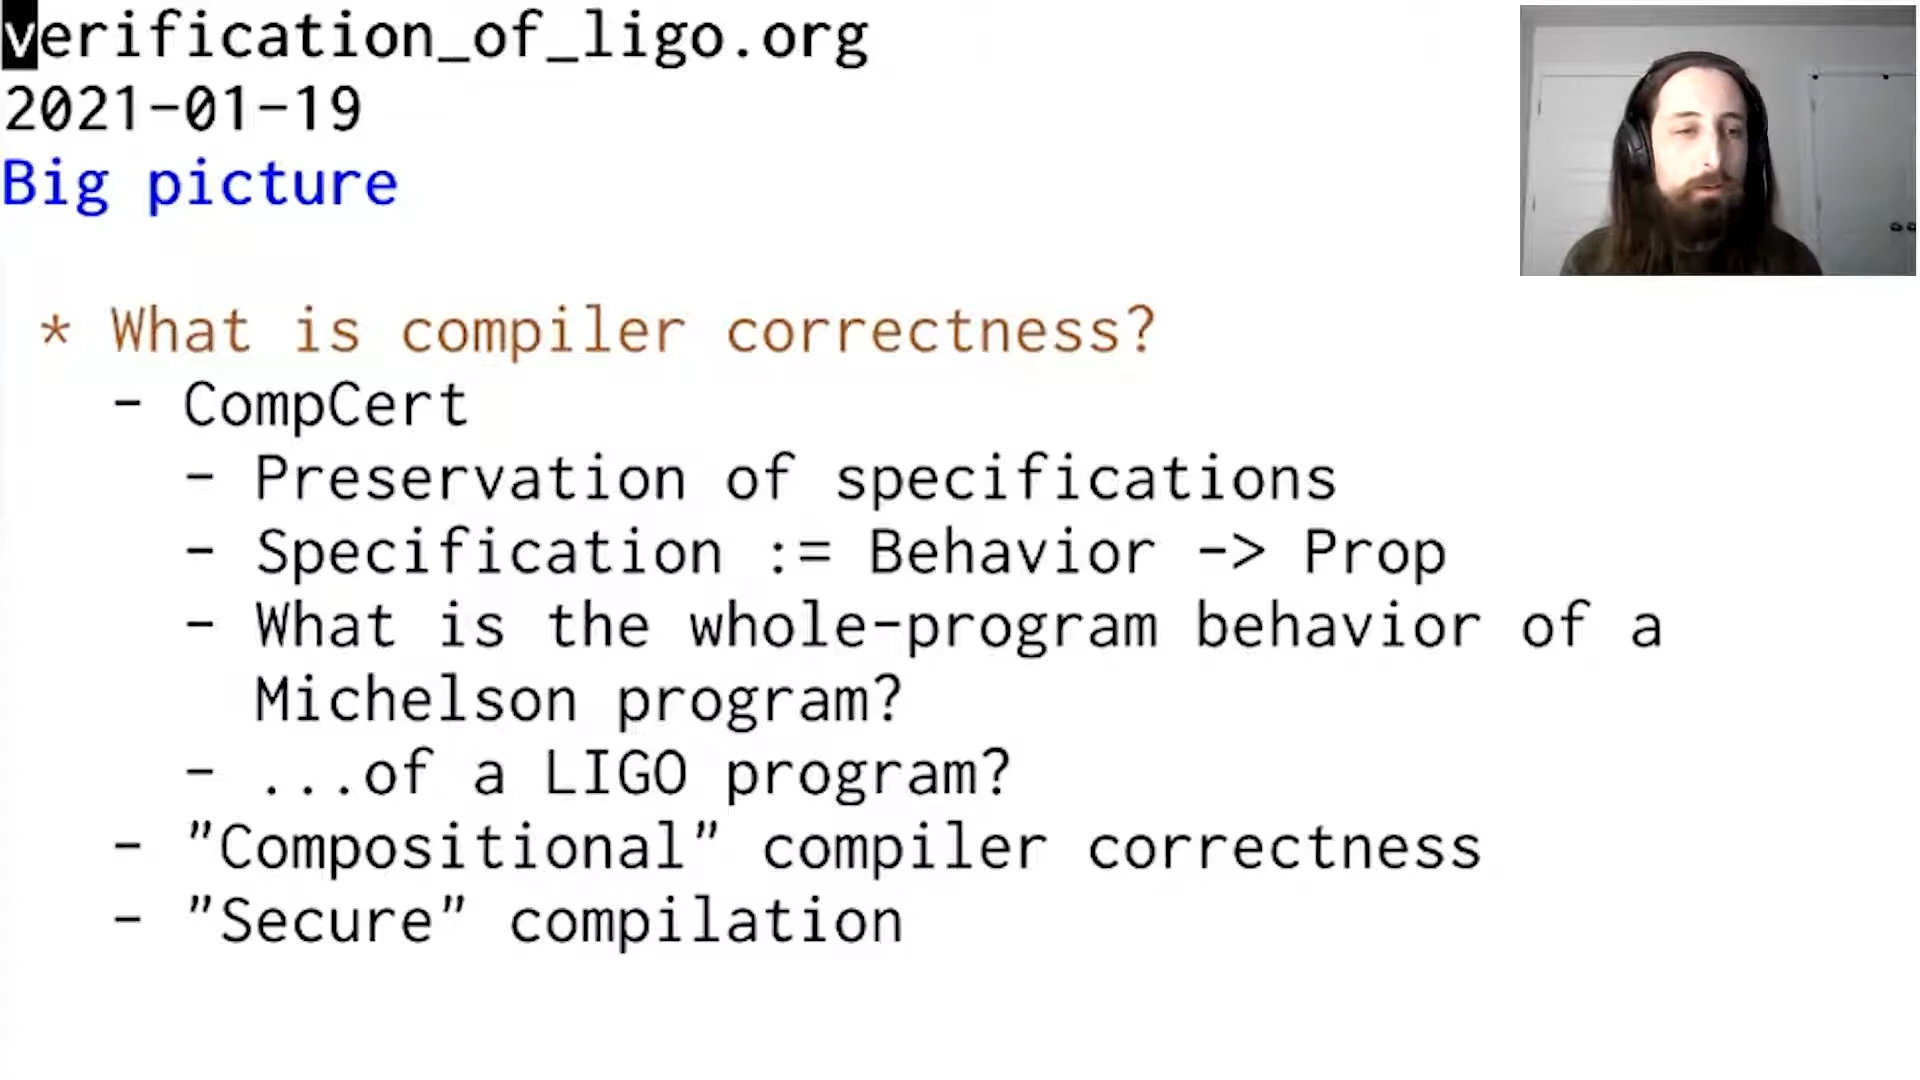 verification_of_ligo.org
2021-01-19
Big picture
* What is compiler correctness?
- CompCert
- Preservation of specifications
- Specification := Behavior -> Prop
- What is the whole-program behavior of a
Michelson program?
- ...of a LIGO program?
- "Compositional" compiler correctness
- "Secure" compilation